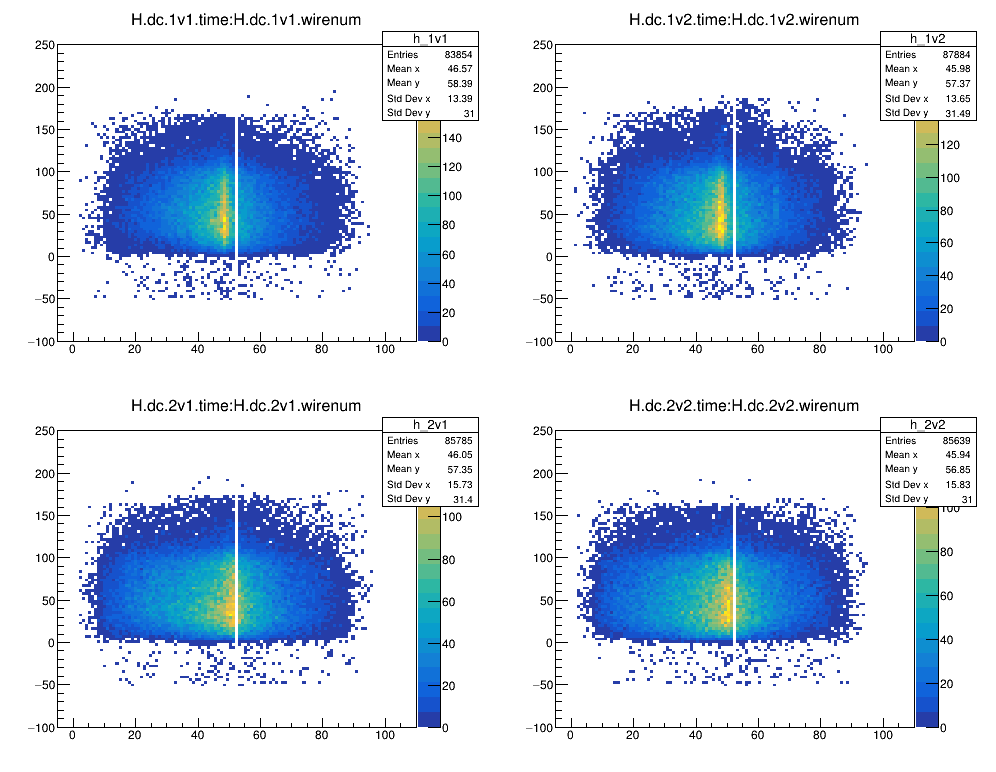 H.dc.1v1.time:H.dc.1v1.wirenum
h_1v1
Entries 83854
Mean x 46.57
Mean y 58.39
Std Dev x 13.39
Std Dev y 31
250
200
150
100
50
0
−50
−100
0 20 40 60 80 100
140
120
100
80
60
40
20
0
H.dc.1v2.time:H.dc.1v2.wirenum
h_1v2
Entries 87884
Mean x 45.98
Mean y 57.37
Std Dev x 13.65
Std Dev y 31.49
250
200
150
100
50
0
−50
−100
0 20 40 60 80 100
120
100
80
60
40
20
0
H.dc.2v1.time:H.dc.2v1.wirenum
h_2v1
Entries 85785
Mean x 46.05
Mean y 57.35
Std Dev x 15.73
Std Dev y 31.4
250
200
150
100
50
0
−50
−100
0 20 40 60 80 100
100
80
60
40
20
0
H.dc.2v2.time:H.dc.2v2.wirenum
h_2v2
Entries 85639
Mean x 45.94
Mean y 56.85
Std Dev x 15.83
Std Dev y 31
250
200
150
100
50
0
−50
−100
0 20 40 60 80 100
100
80
60
40
20
0